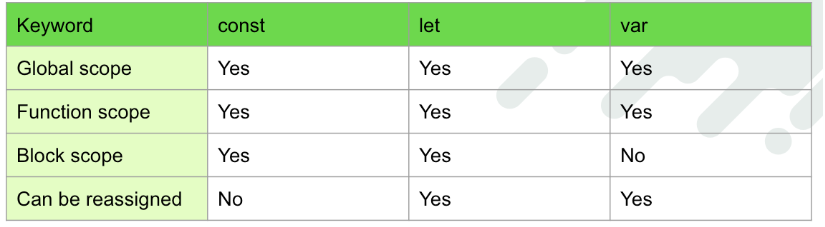 Keyword const let var
Global scope Yes Yes Yes
Function scope Yes Yes Yes
Block scope Yes Yes No
Can be reassigned No Yes Yes